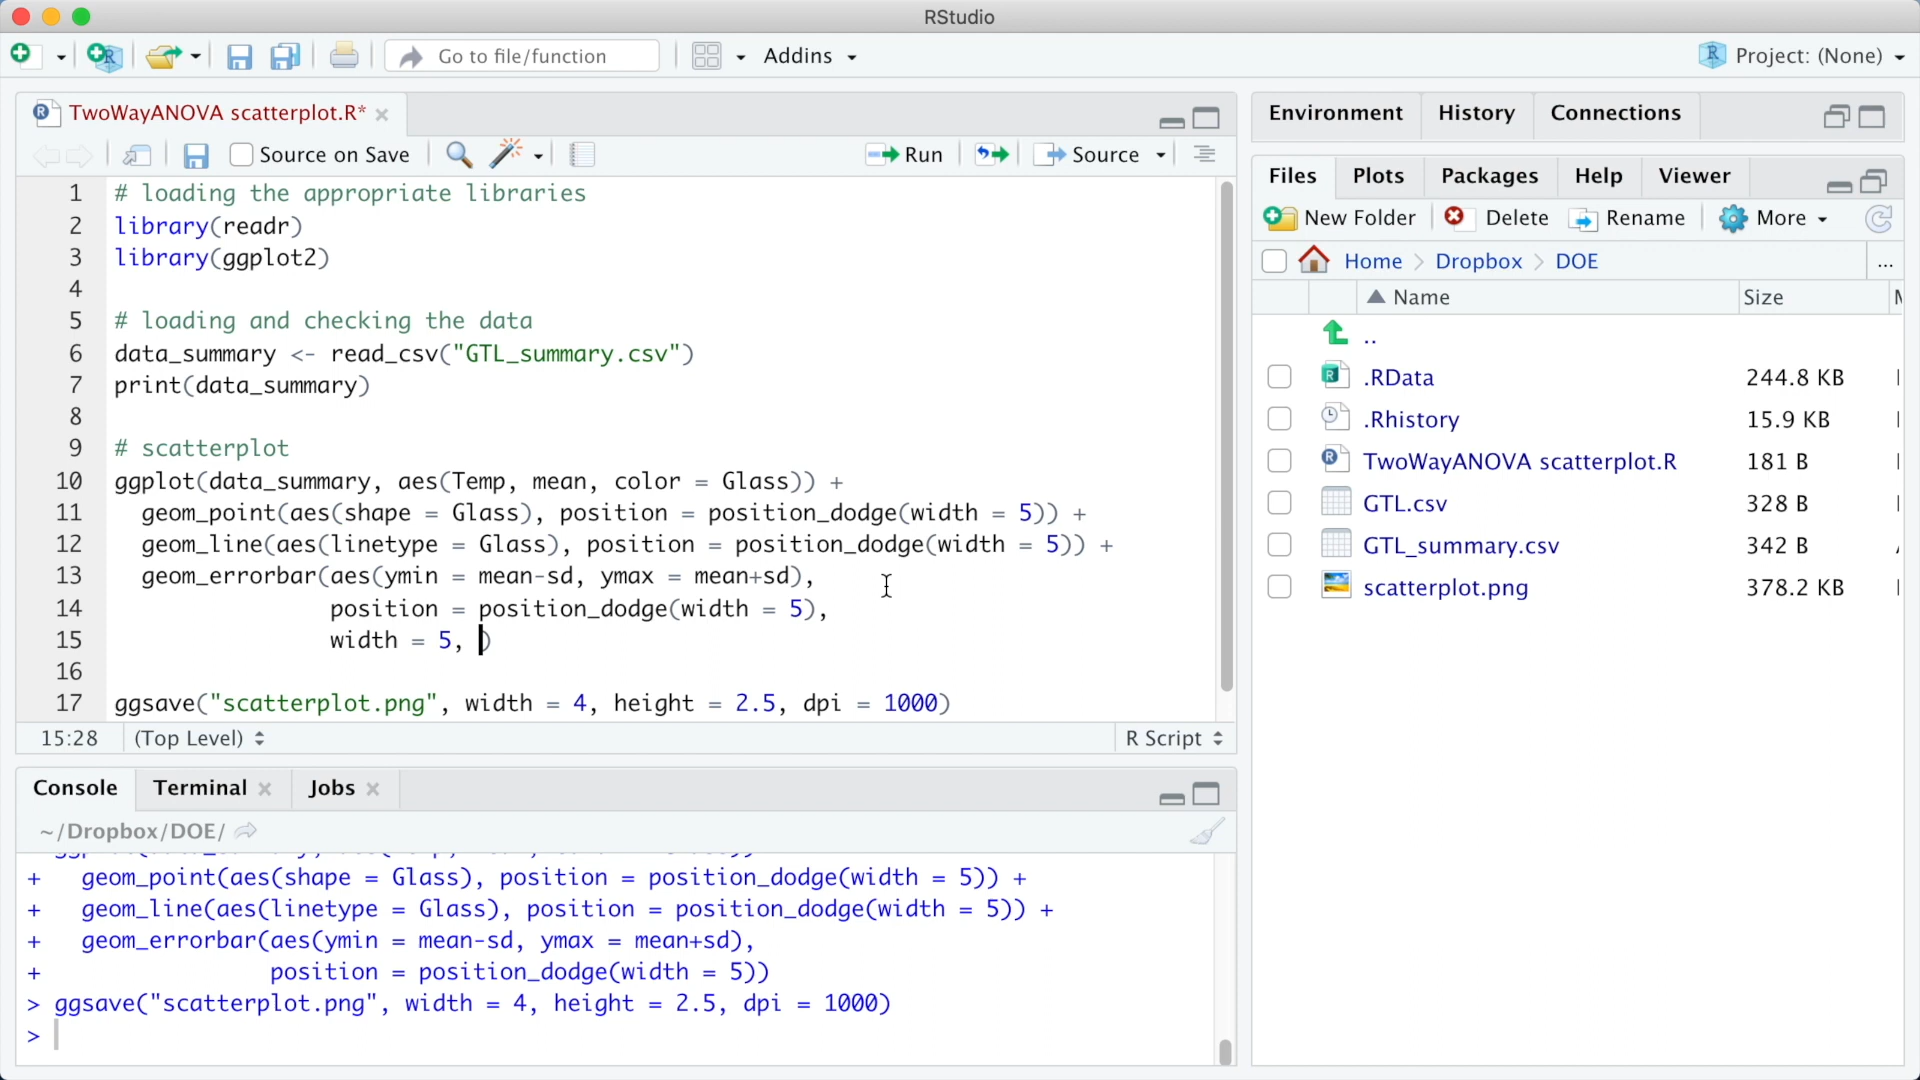 RStudio
Go to file/function
Addins
Project: (None)
TwoWayANOVA scatterplot.R*
Source on Save
Run
Source
1 # loading the appropriate libraries
2 library(readr)
3 library(ggplot2)
4
5 # loading and checking the data
6 data_summary <- read_csv("GTL_summary.csv")
7 print(data_summary)
8
9 # scatterplot
10 ggplot(data_summary, aes(Temp, mean, color = Glass)) +
11 geom_point(aes(shape = Glass), position = position_dodge(width = 5)) +
12 geom_line(aes(linetype = Glass), position = position_dodge(width = 5)) +
13 geom_errorbar(aes(ymin = mean-sd, ymax = mean+sd),
14 position = position_dodge(width = 5),
15 width = 5, )
16
17 ggsave("scatterplot.png", width = 4, height = 2.5, dpi = 1000)
15:28 (Top Level) R Script
Console Terminal Jobs
~/Dropbox/DOE/
+ geom_point(aes(shape = Glass), position = position_dodge(width = 5)) +
+ geom_line(aes(linetype = Glass), position = position_dodge(width = 5)) +
+ geom_errorbar(aes(ymin = mean-sd, ymax = mean+sd),
+ position = position_dodge(width = 5))
> ggsave("scatterplot.png", width = 4, height = 2.5, dpi = 1000)
>
Environment History Connections
Files Plots Packages Help Viewer
New Folder Delete Rename More
Home Dropbox DOE ...
Name Size
..
.RData 244.8 KB
.Rhistory 15.9 KB
TwoWayANOVA scatterplot.R 181 B
GTL.csv 328 B
GTL_summary.csv 342 B
scatterplot.png 378.2 KB